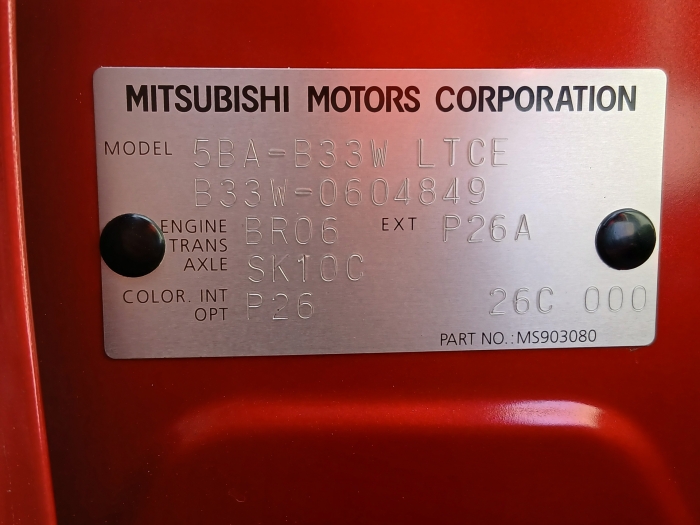 MITSUBISHI MOTORS CORPORATION
MODEL 5BA-B33W LTCE
B33W-0604849
ENGINE BR06 EXT P26A
TRANS
AXLE SK10C
COLOR. INT P26 26C 000
OPT
PART NO.:MS903080